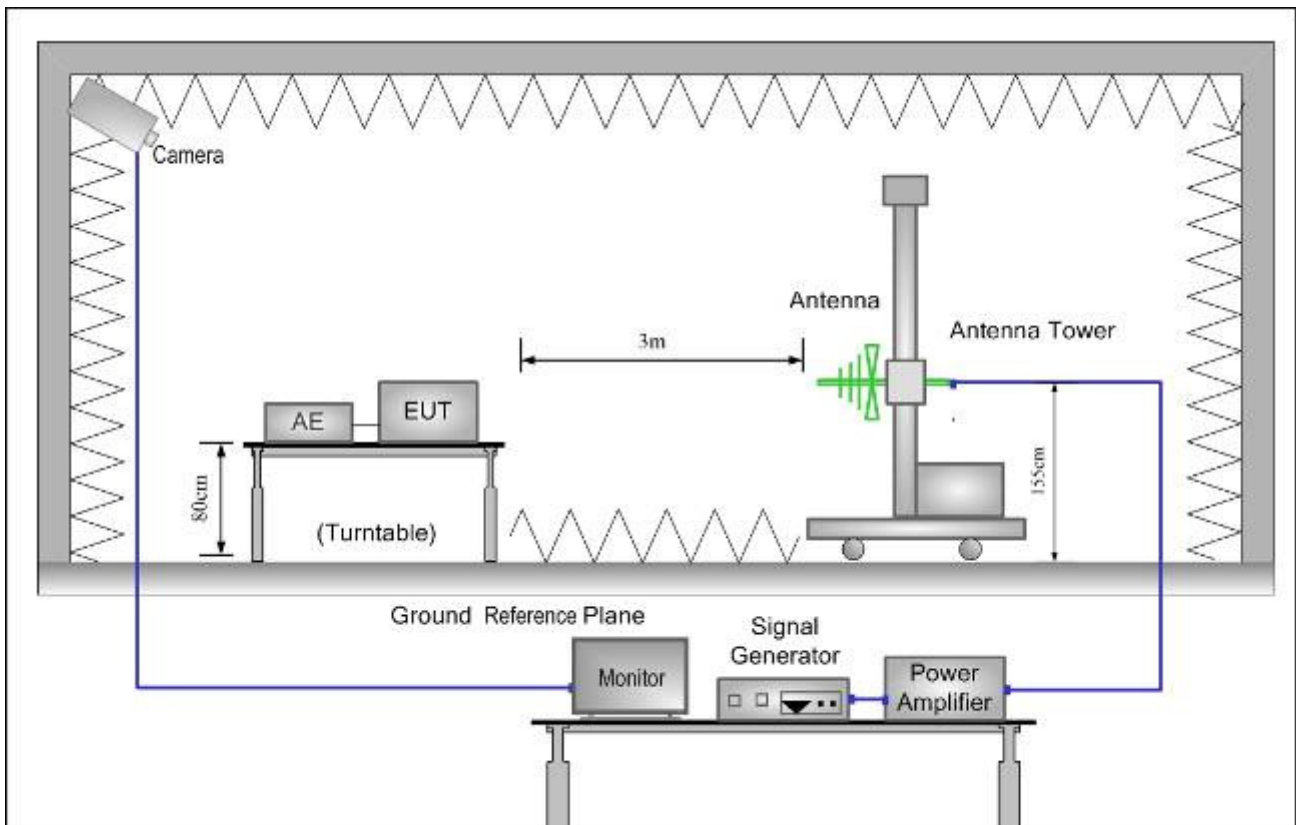 Camera
Antenna
Antenna Tower
3m
AE
EUT
80cm
155cm
(Turntable)
Ground Reference Plane
Signal
Generator
Monitor
Power
Amplifier